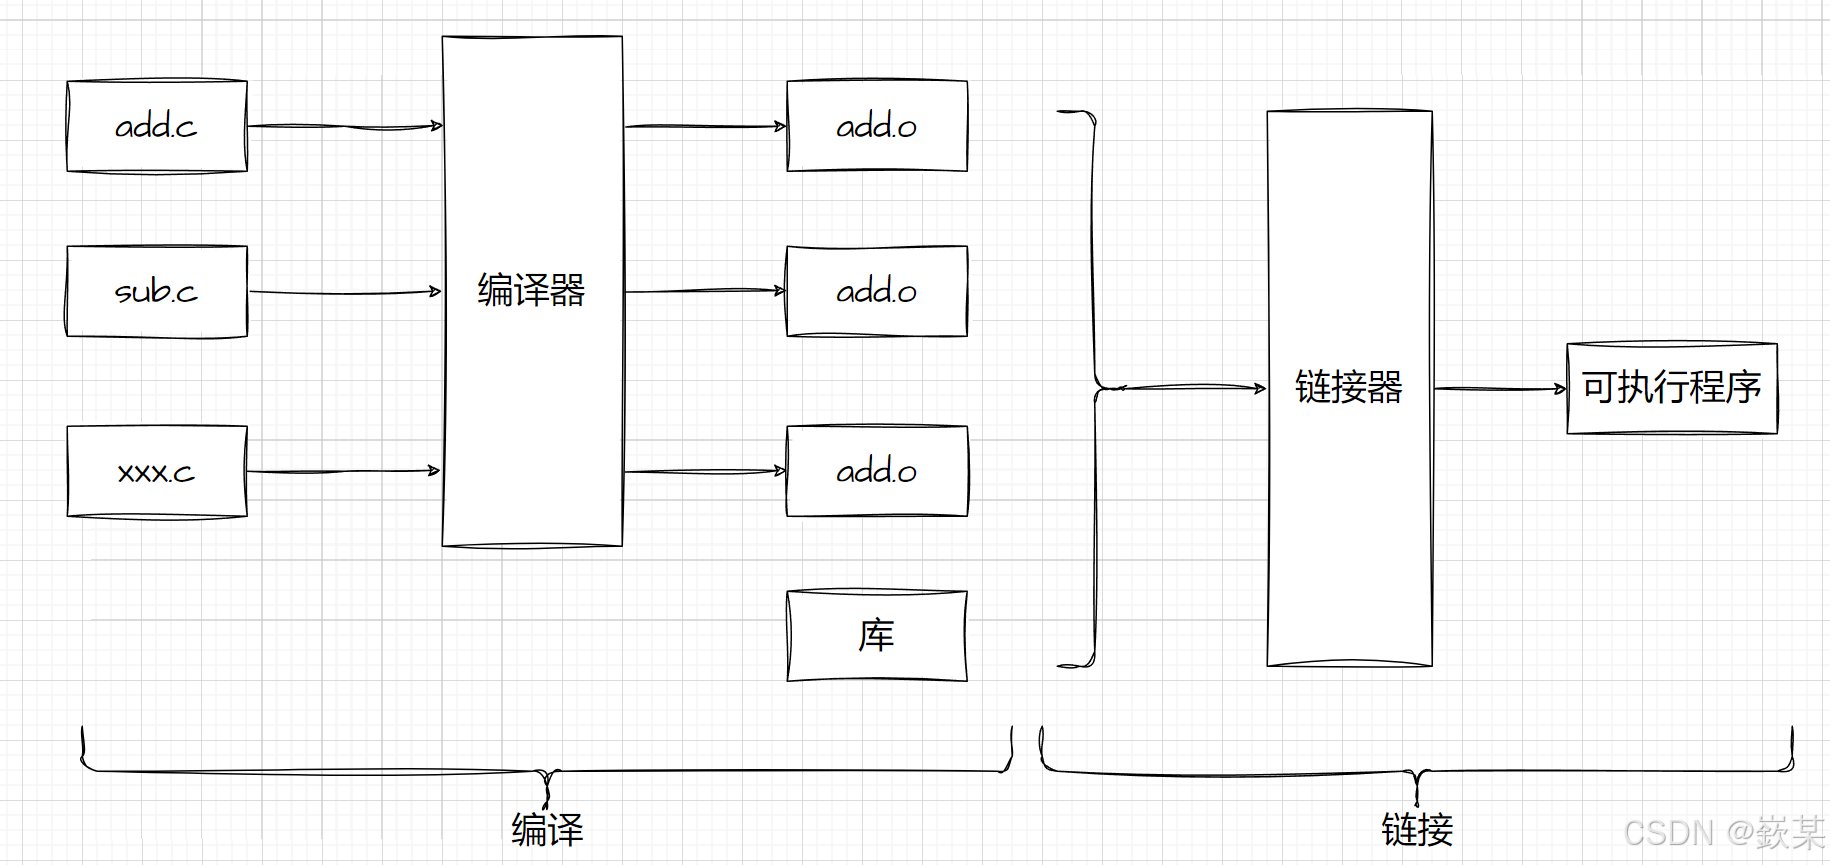 add.c
add.o
sub.c
编译器
add.o
链接器
可执行程序
xxx.c
add.o
库
编译
链接
CSDN @嵚某